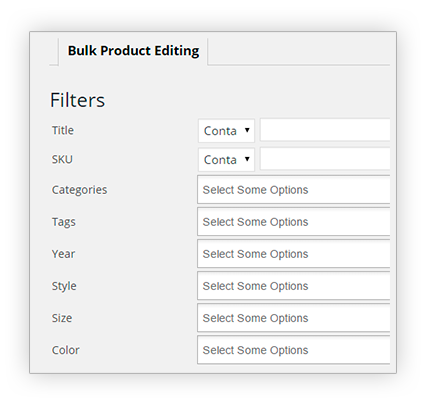 Bulk Product Editing
Filters
Title Conta
SKU Conta
Categories Select Some Options
Tags Select Some Options
Year Select Some Options
Style Select Some Options
Size Select Some Options
Color Select Some Options